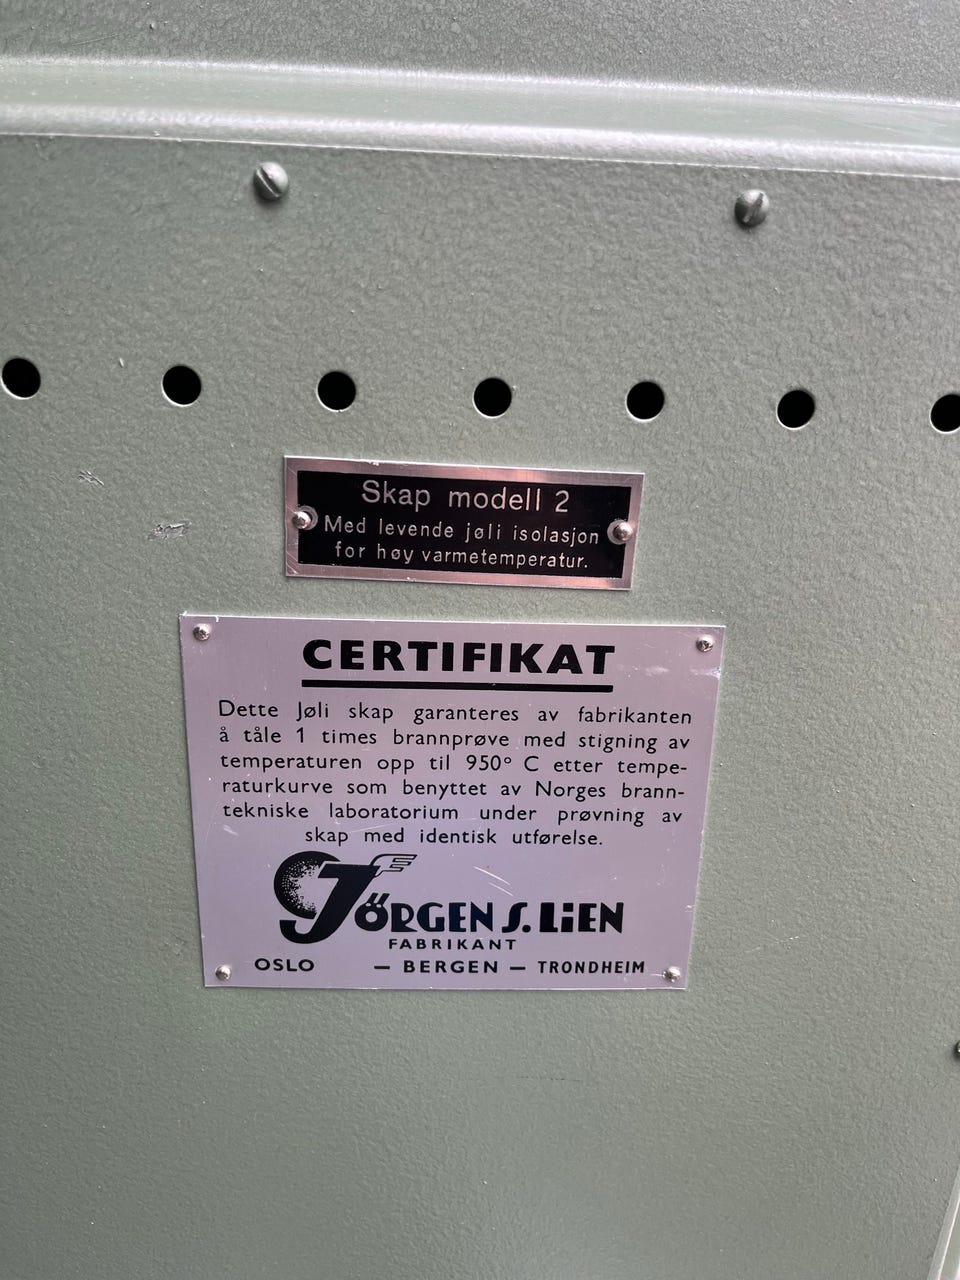 Skap modell 2
Med levende jøli isolasjon
for høy varmetemperatur.
CERTIFIKAT
Dette Jøli skap garanteres av fabrikanten
å tåle 1 times brannprøve med stigning av
temperaturen opp til 950° C etter tempe-
raturkurve som benyttet av Norges brann-
tekniske laboratorium under prøvning av
skap med identisk utførelse.
JÖRGEN S. LIEN
FABRIKANT
OSLO — BERGEN — TRONDHEIM